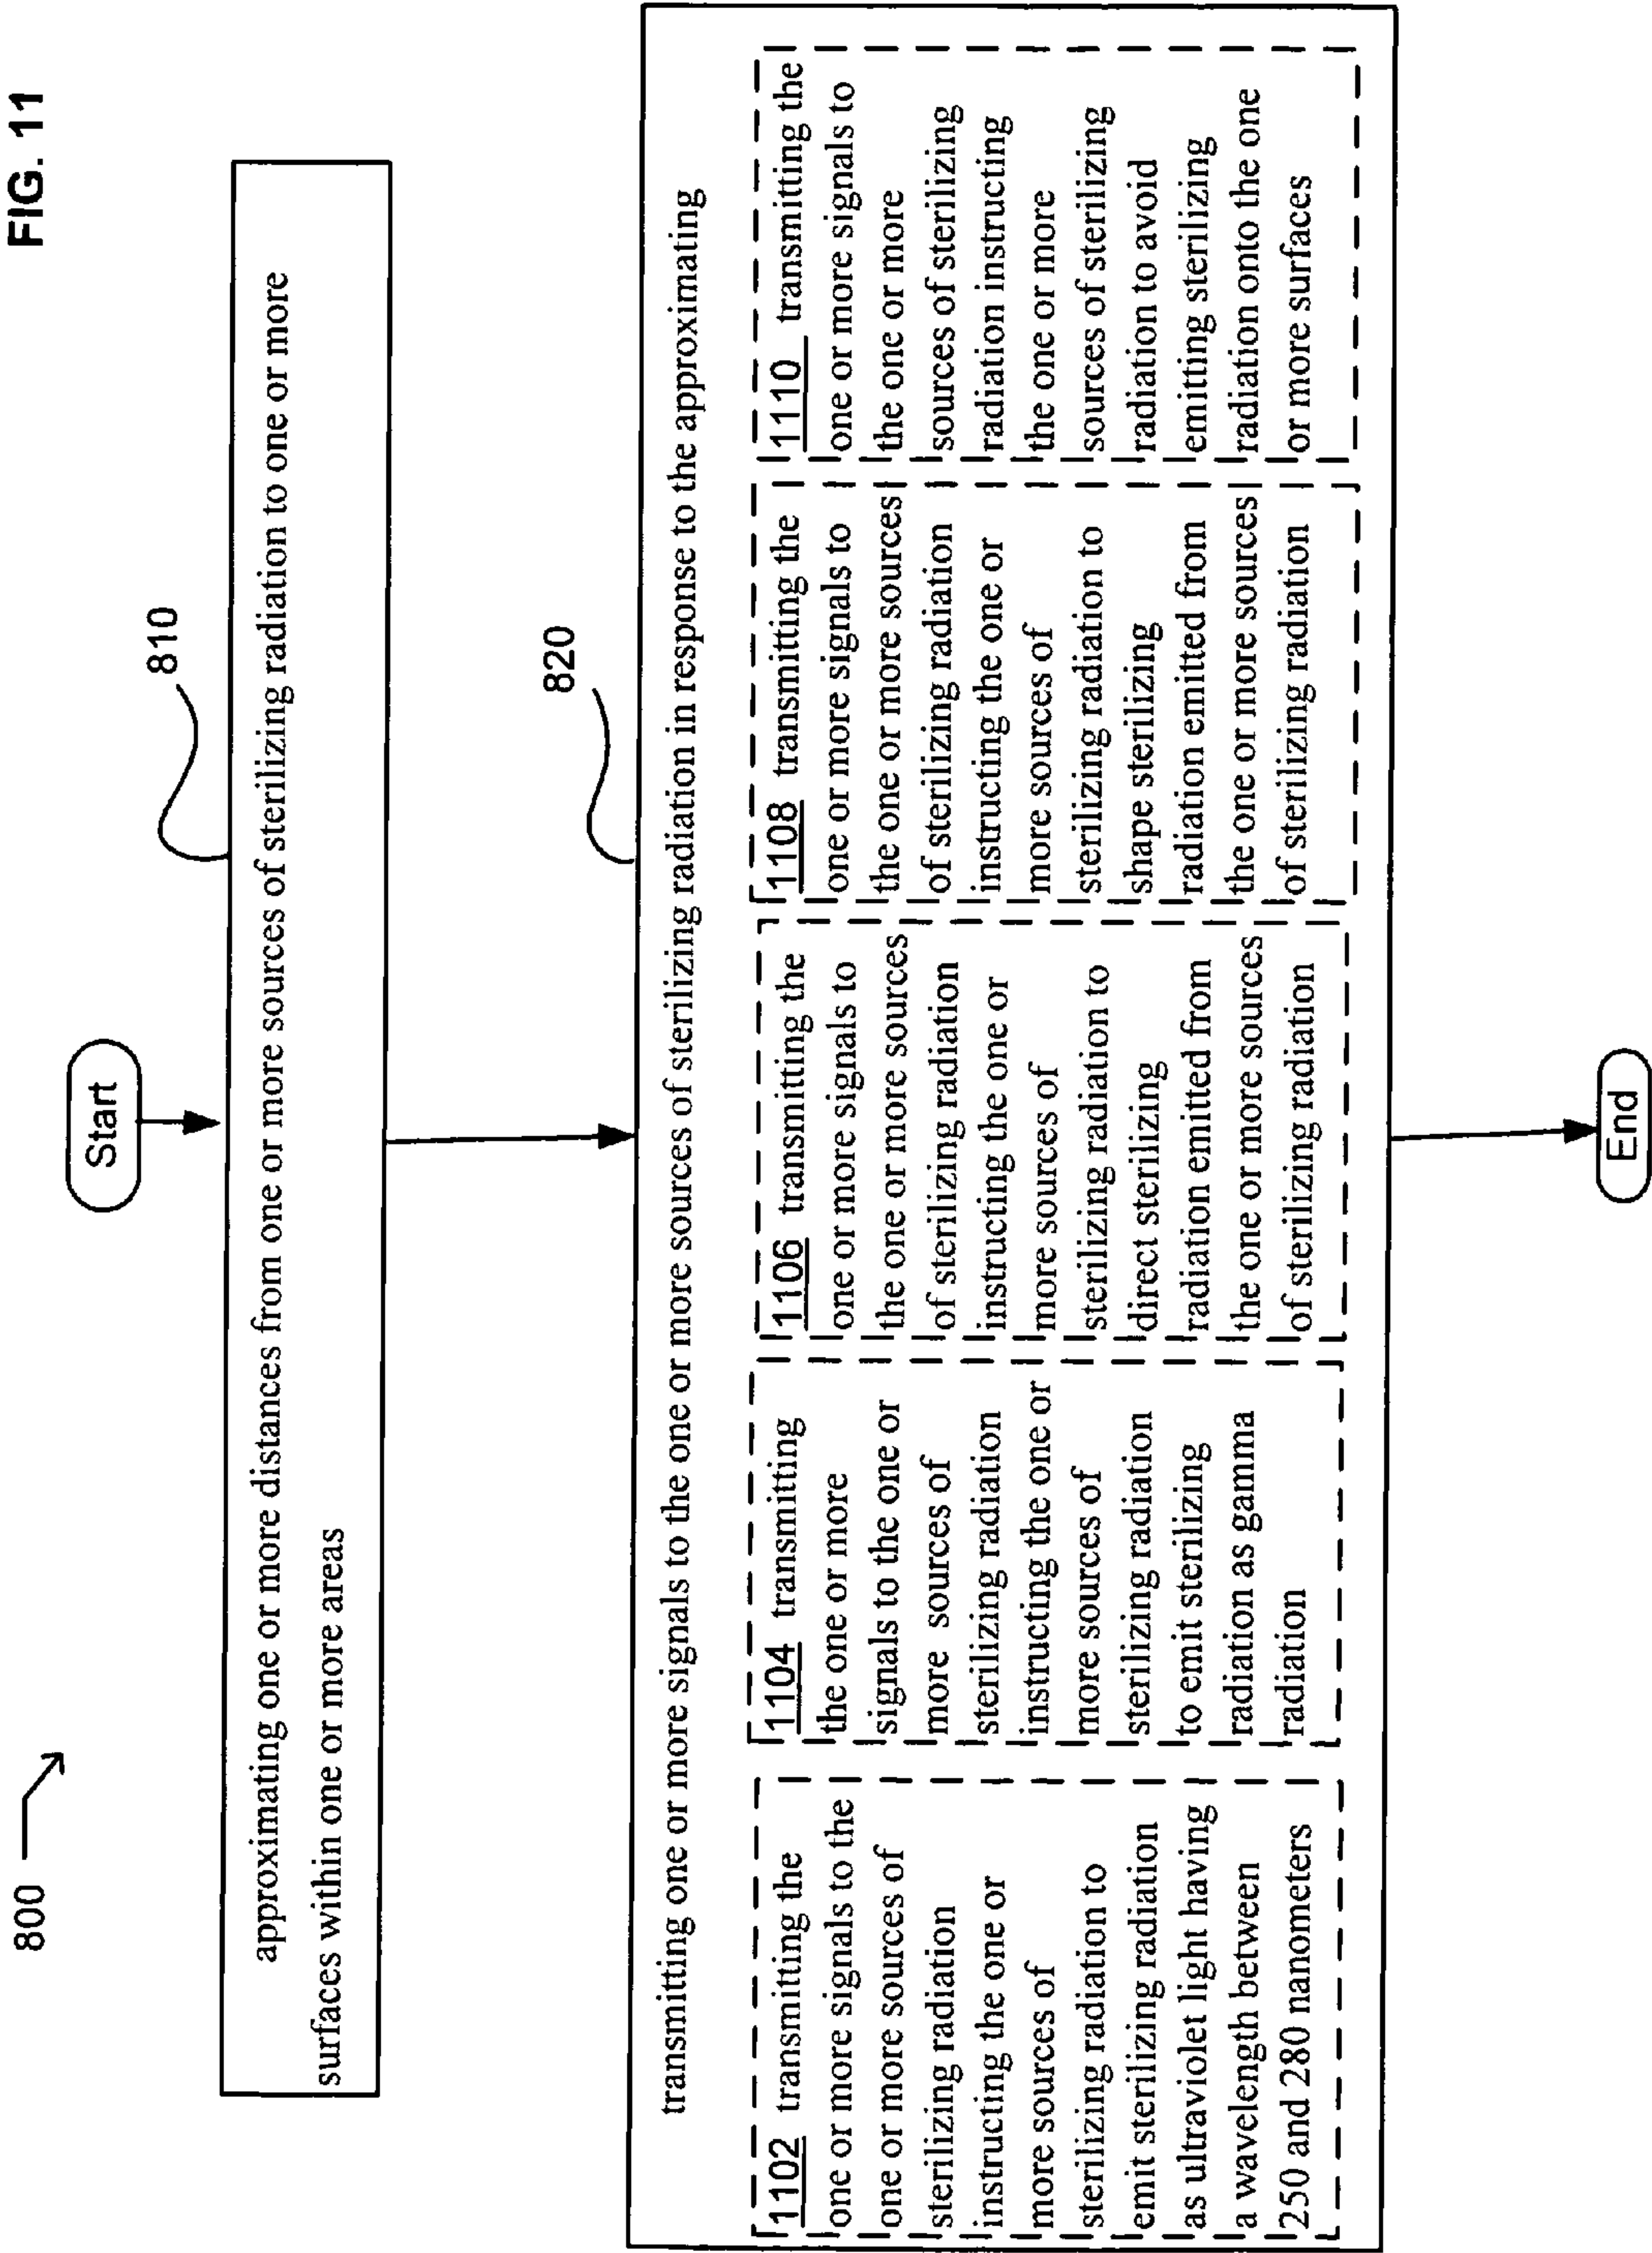 FIG. 11
800
Start
810
approximating one or more distances from one or more sources of sterilizing radiation to one or more
surfaces within one or more areas
820
transmitting one or more signals to the one or more sources of sterilizing radiation in response to the approximating
1102 transmitting the
one or more signals to the
one or more sources of
sterilizing radiation
instructing the one or
more sources of
sterilizing radiation to
emit sterilizing radiation
as ultraviolet light having
a wavelength between
250 and 280 nanometers
1104 transmitting
the one or more
signals to the one or
more sources of
sterilizing radiation
instructing the one or
more sources of
sterilizing radiation
to emit sterilizing
radiation as gamma
radiation
1106 transmitting the
one or more signals to
the one or more sources
of sterilizing radiation
instructing the one or
more sources of
sterilizing radiation to
direct sterilizing
radiation emitted from
the one or more sources
of sterilizing radiation
1108 transmitting the
one or more signals to
the one or more sources
of sterilizing radiation
instructing the one or
more sources of
sterilizing radiation to
shape sterilizing
radiation emitted from
the one or more sources
of sterilizing radiation
1110 transmitting the
one or more signals to
the one or more
sources of sterilizing
radiation instructing
the one or more
sources of sterilizing
radiation to avoid
emitting sterilizing
radiation onto the one
or more surfaces
End